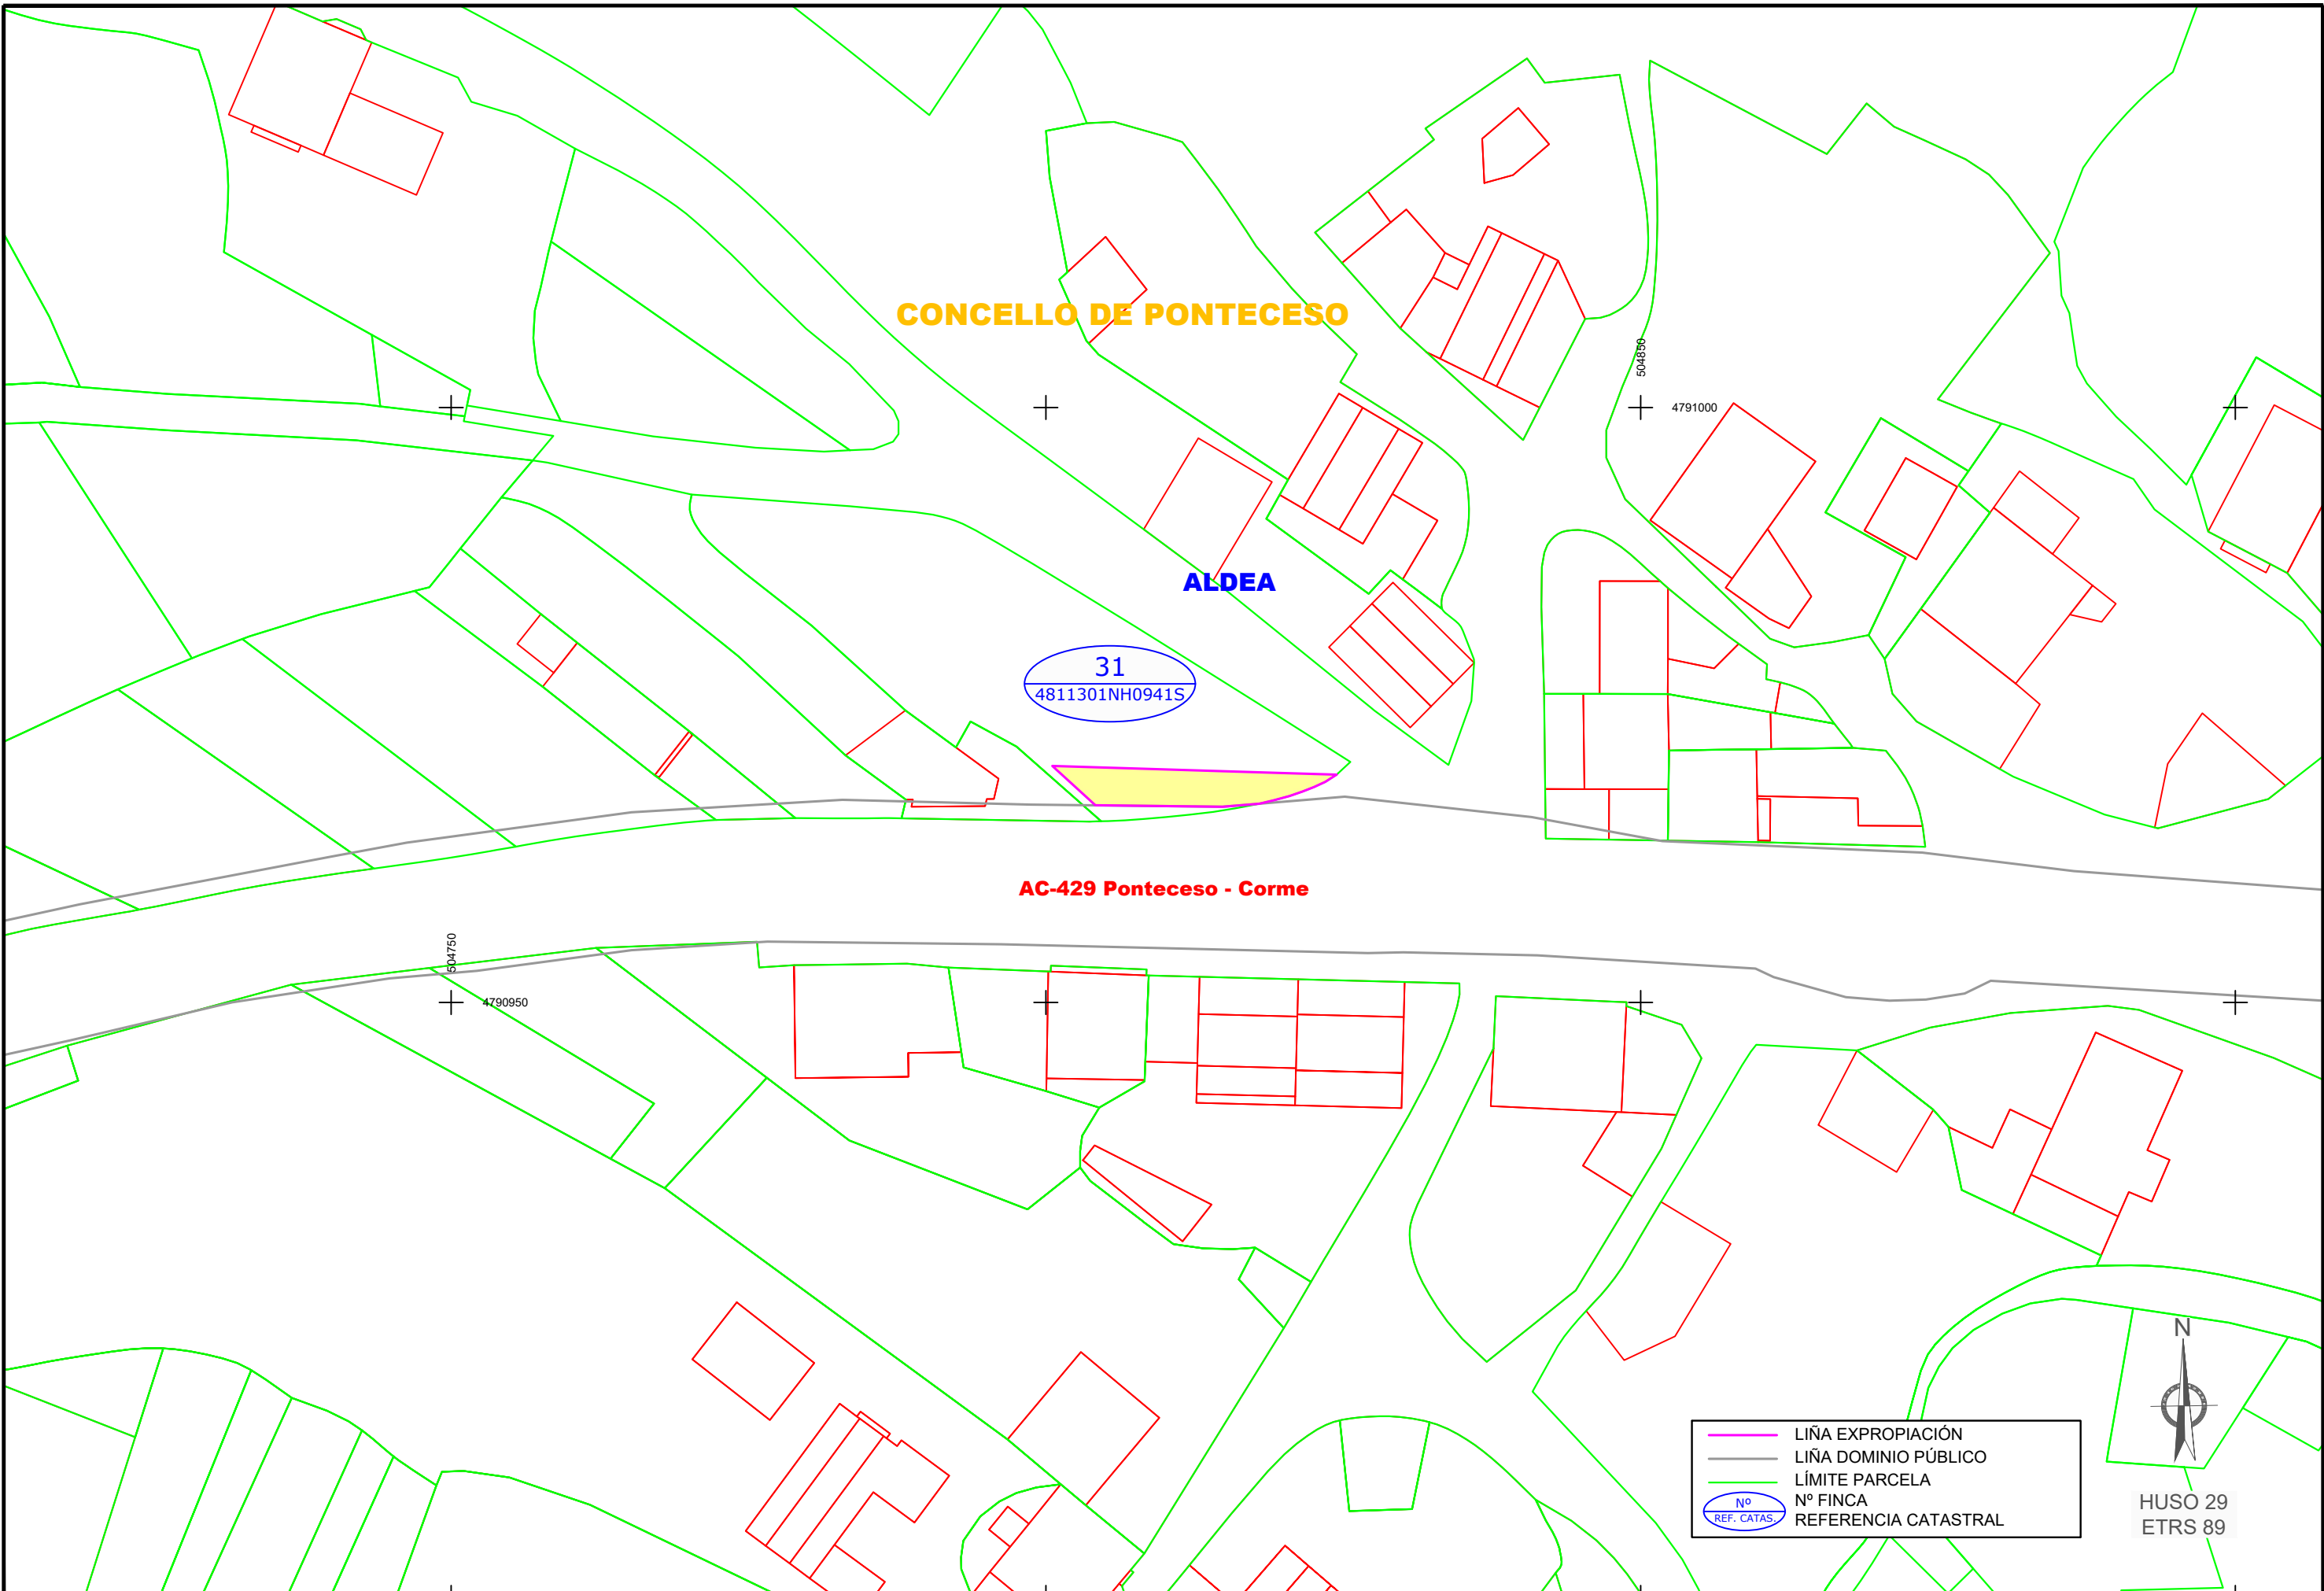 CONCELLO DE PONTECESO
504850
4791000
ALDEA
31
4811301NH0941S
AC-429 Ponteceso - Corme
504750
4790950
N
LIÑA EXPROPIACIÓN
LIÑA DOMINIO PÚBLICO
LÍMITE PARCELA
Nº
REF. CATAS.
Nº FINCA
REFERENCIA CATASTRAL
HUSO 29
ETRS 89